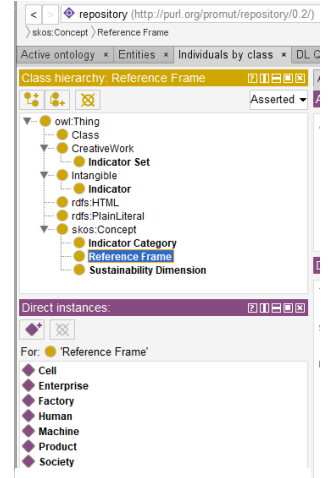 repository (http://purl.org/promut/repository/0.2/)
skos:Concept Reference Frame
Active ontology × Entities × Individuals by class × DL Q
Class hierarchy: Reference Frame
Asserted
owl:Thing
Class
CreativeWork
Indicator Set
Intangible
Indicator
rdfs:HTML
rdfs:PlainLiteral
skos:Concept
Indicator Category
Reference Frame
Sustainability Dimension
Direct instances:
For: 'Reference Frame'
Cell
Enterprise
Factory
Human
Machine
Product
Society